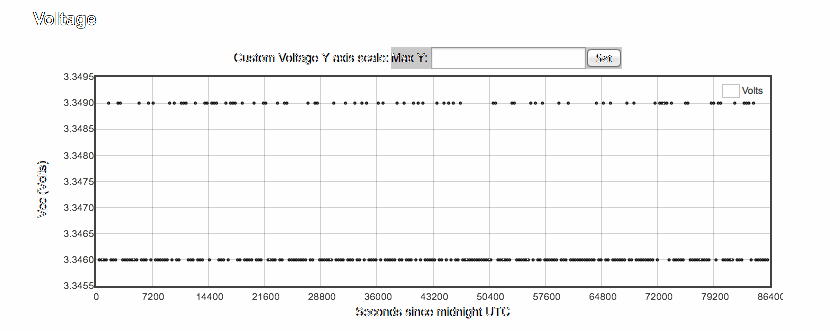 Voltage
Custom Voltage Y axis scale: Max Y: Set
3.3495
3.3490
Volts
3.3485
3.3480
3.3475
3.3470
3.3465
3.3460
3.3455
Vcc (Volts)
0 7200 14400 21600 28800 36000 43200 50400 57600 64800 72000 79200 86400
Seconds since midnight UTC